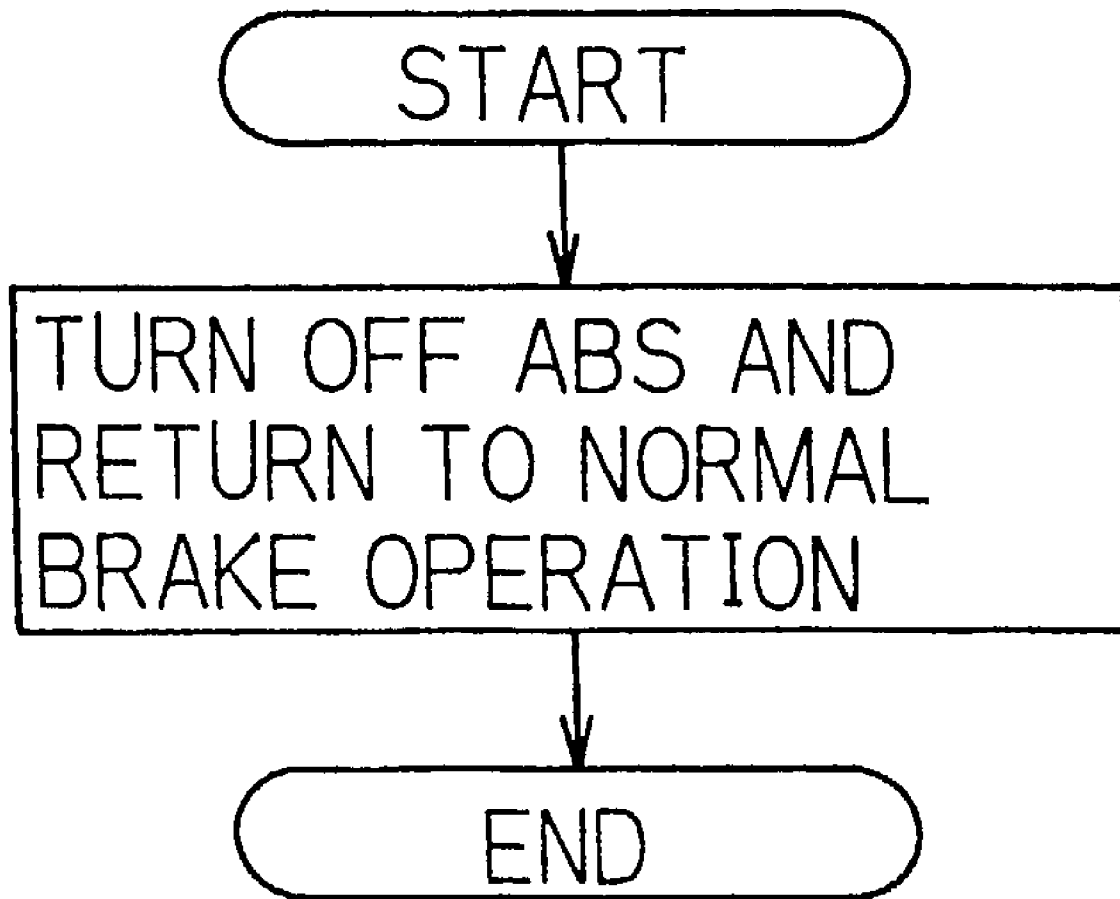 START
TURN OFF ABS AND
RETURN TO NORMAL
BRAKE OPERATION
END